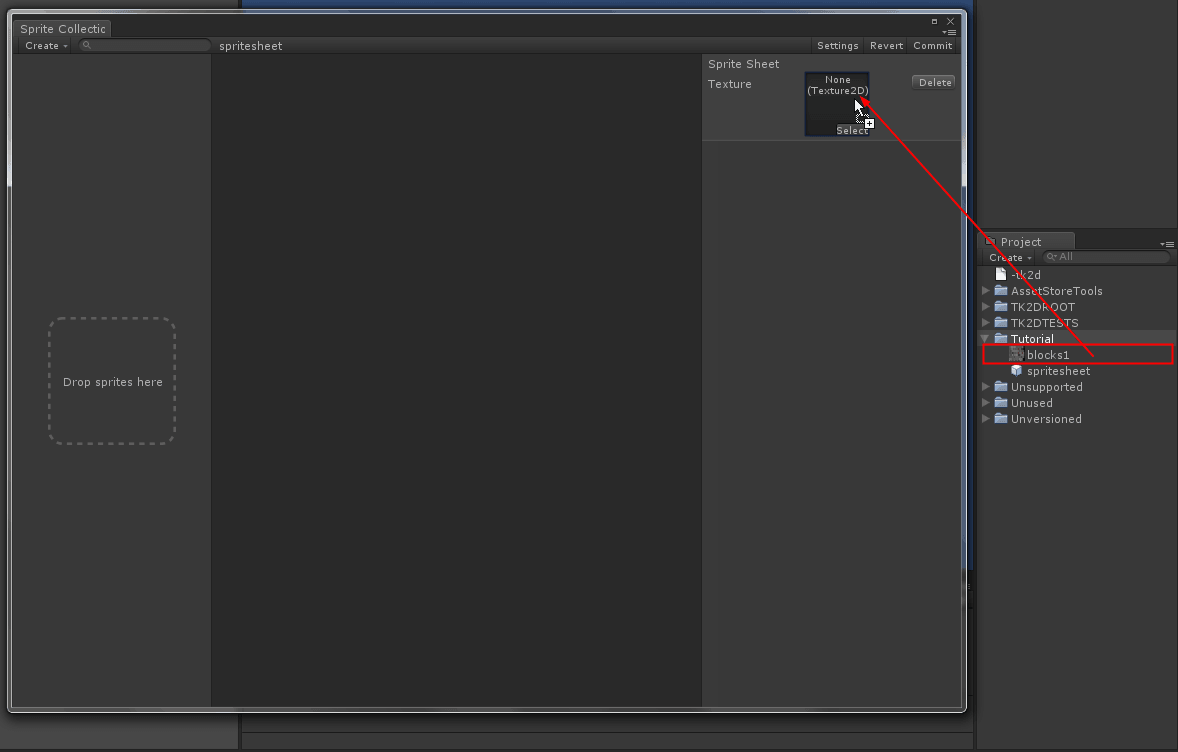 Sprite Collectic
Create
spritesheet
Settings Revert Commit
Sprite Sheet
Texture
None
(Texture2D)
Select
Delete
Drop sprites here
Project
Create
All
-tk2d
AssetStoreTools
TK2DROOT
TK2DTESTS
Tutorial
blocks1
spritesheet
Unsupported
Unused
Unversioned